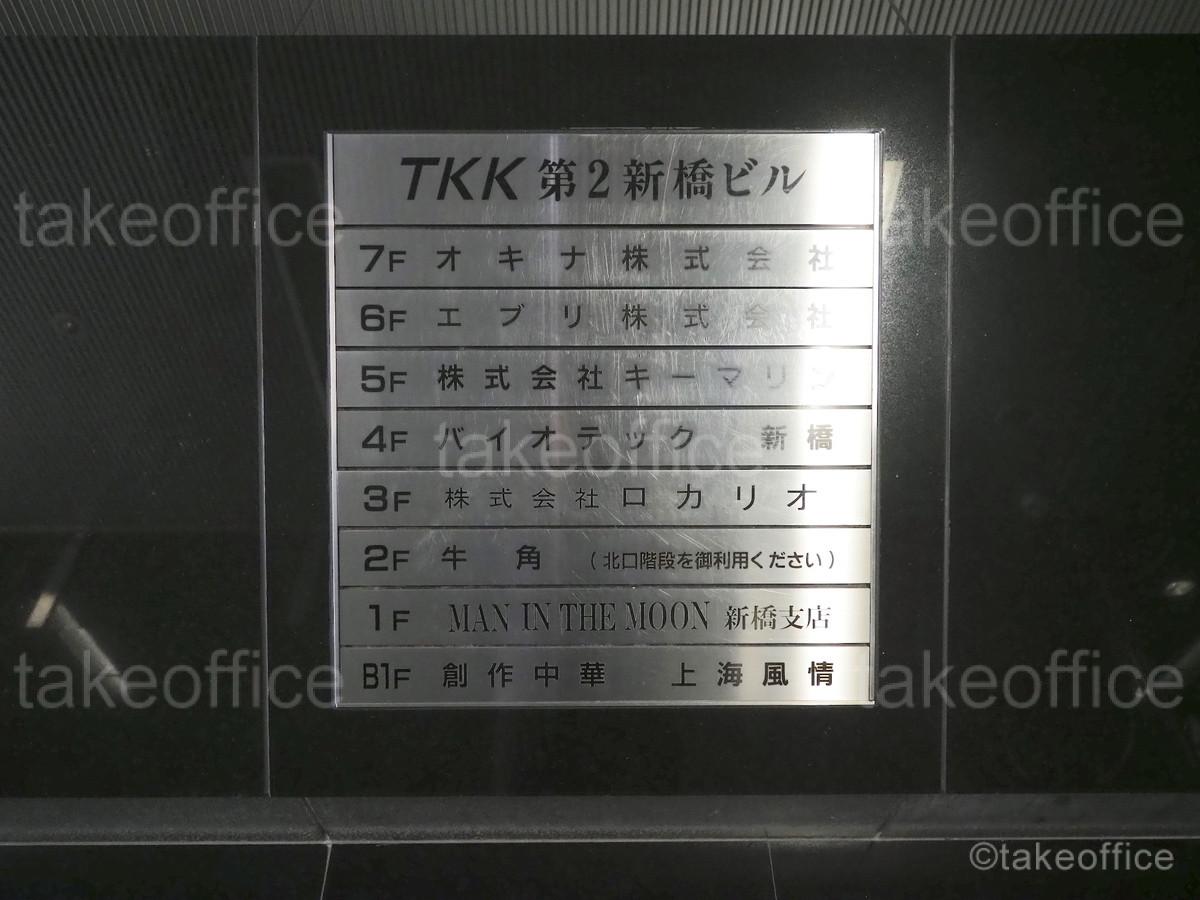 TKK 第2新橋ビル
7F オキナ株式会社
6F エブリ株式会社
5F 株式会社キーマリン
4F バイオテック 新橋
3F 株式会社ロカリオ
2F 牛角 (北口階段を御利用ください)
1F MAN IN THE MOON 新橋支店
B1F 創作中華 上海風情
takeoffice
takeoffice
takeoffice
takeoffice
takeoffice
©takeoffice